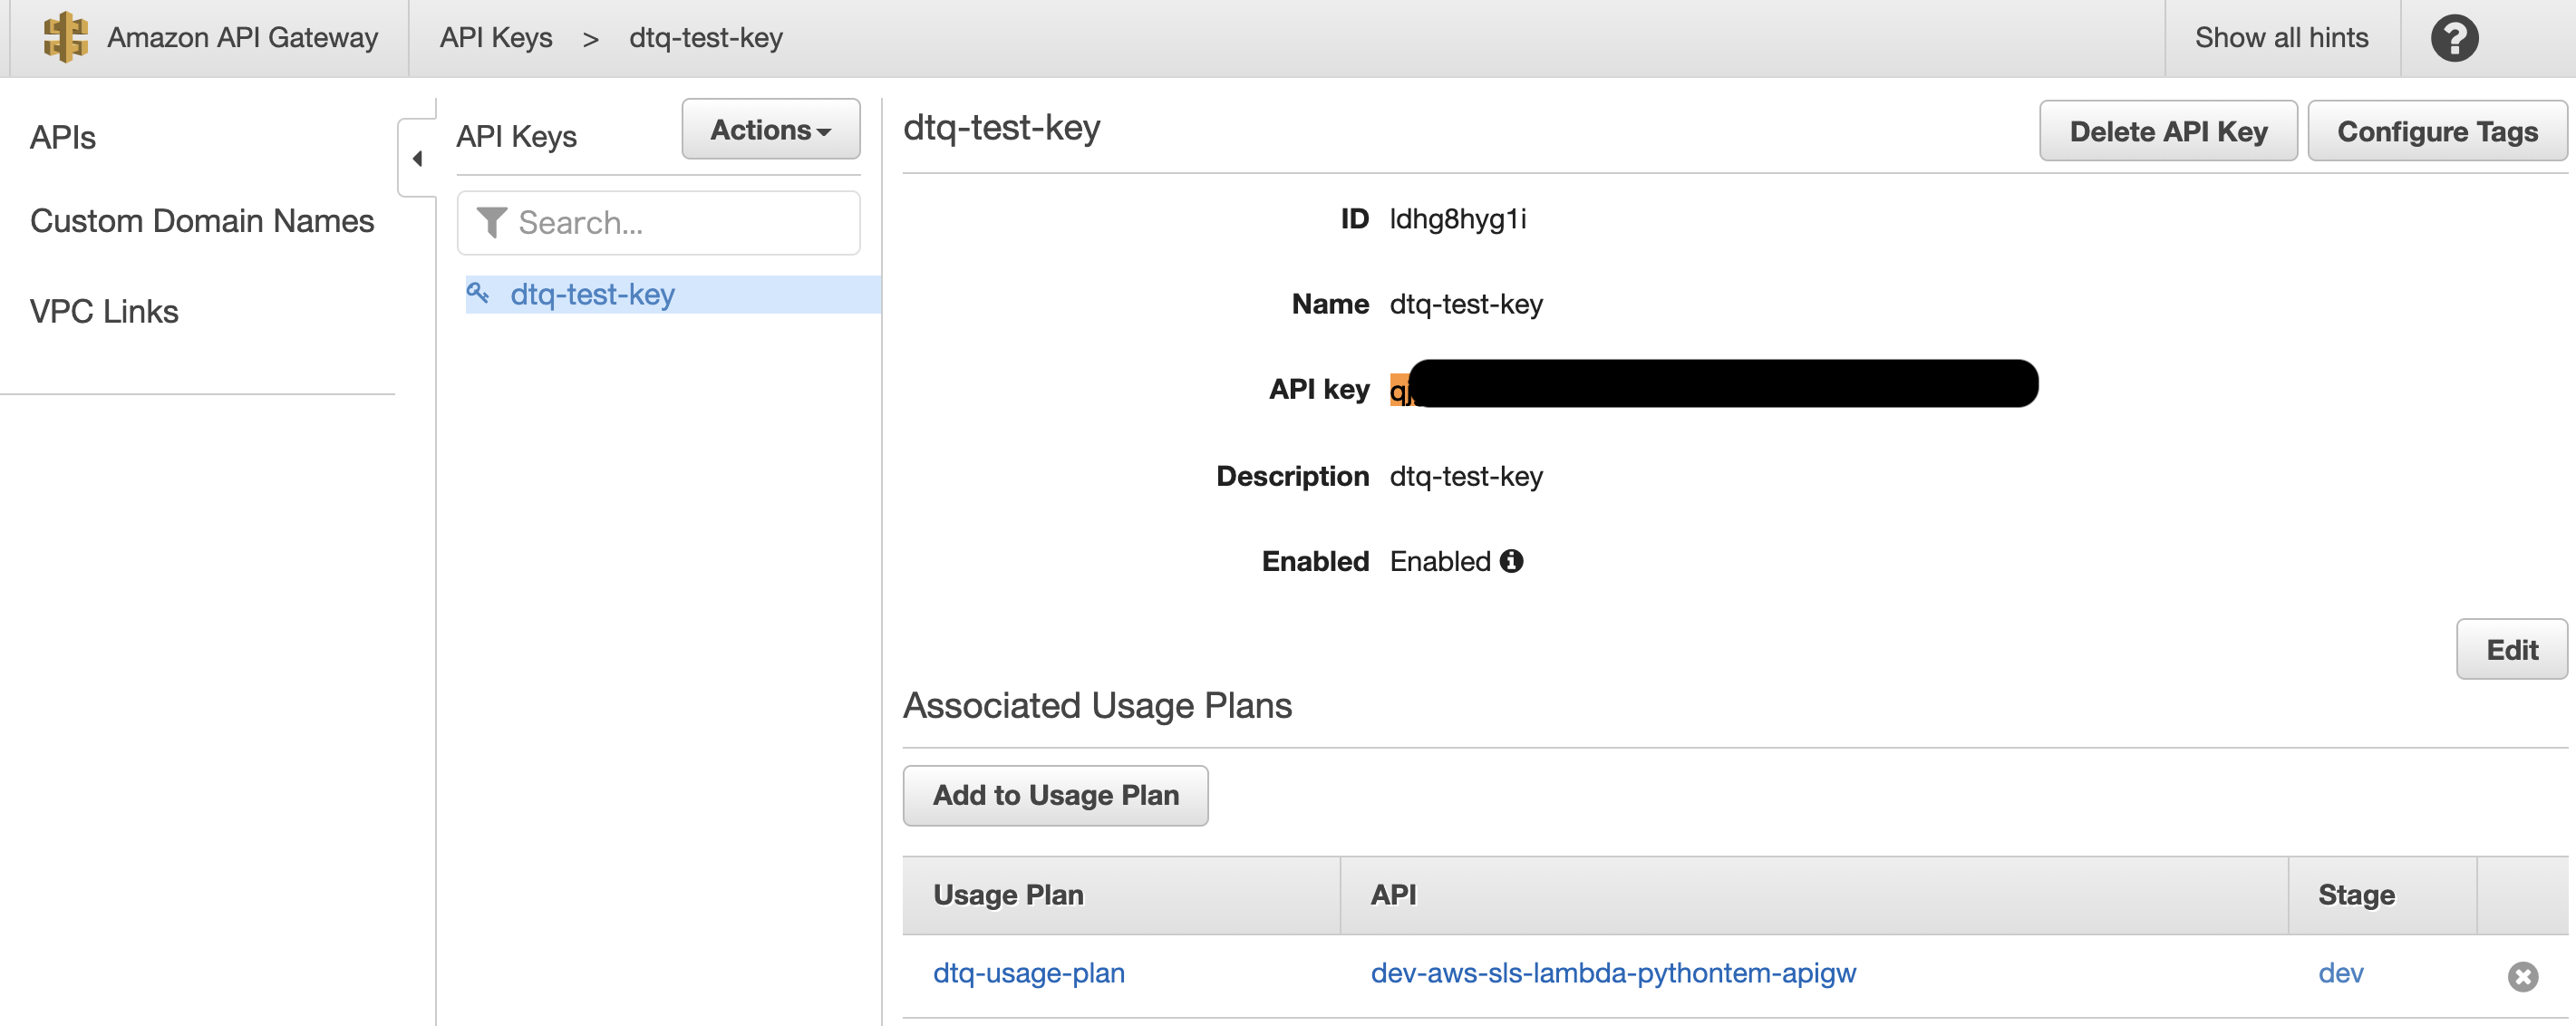 Amazon API Gateway
API Keys > dtq-test-key
Show all hints
?
APIs
Custom Domain Names
VPC Links
API Keys
Actions
Search...
dtq-test-key
dtq-test-key
Delete API Key
Configure Tags
ID ldhg8hyg1i
Name dtq-test-key
API key qj
Description dtq-test-key
Enabled Enabled
Edit
Associated Usage Plans
Add to Usage Plan
Usage Plan API Stage
dtq-usage-plan dev-aws-sls-lambda-pythontem-apigw dev